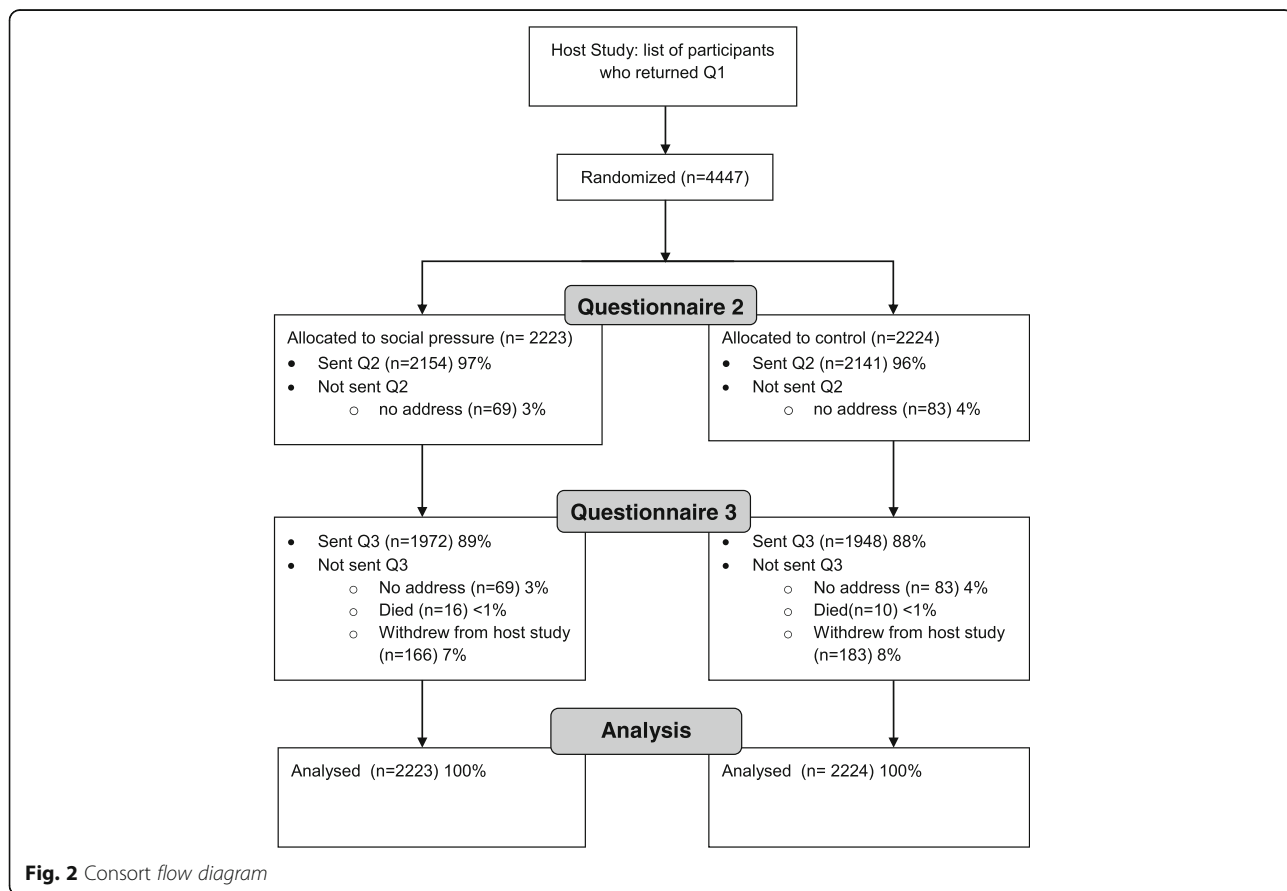 Host Study: list of participants
who returned Q1
Randomized (n=4447)
Questionnaire 2
Allocated to social pressure (n= 2223)
• Sent Q2 (n=2154) 97%
• Not sent Q2
o no address (n=69) 3%
Allocated to control (n=2224)
• Sent Q2 (n=2141) 96%
• Not sent Q2
o no address (n=83) 4%
Questionnaire 3
• Sent Q3 (n=1972) 89%
• Not sent Q3
o No address (n=69) 3%
o Died (n=16) <1%
o Withdrew from host study
(n=166) 7%
• Sent Q3 (n=1948) 88%
• Not sent Q3
o No address (n= 83) 4%
o Died(n=10) <1%
o Withdrew from host study
(n=183) 8%
Analysis
Analysed (n=2223) 100%
Analysed (n= 2224) 100%
Fig. 2 Consort flow diagram